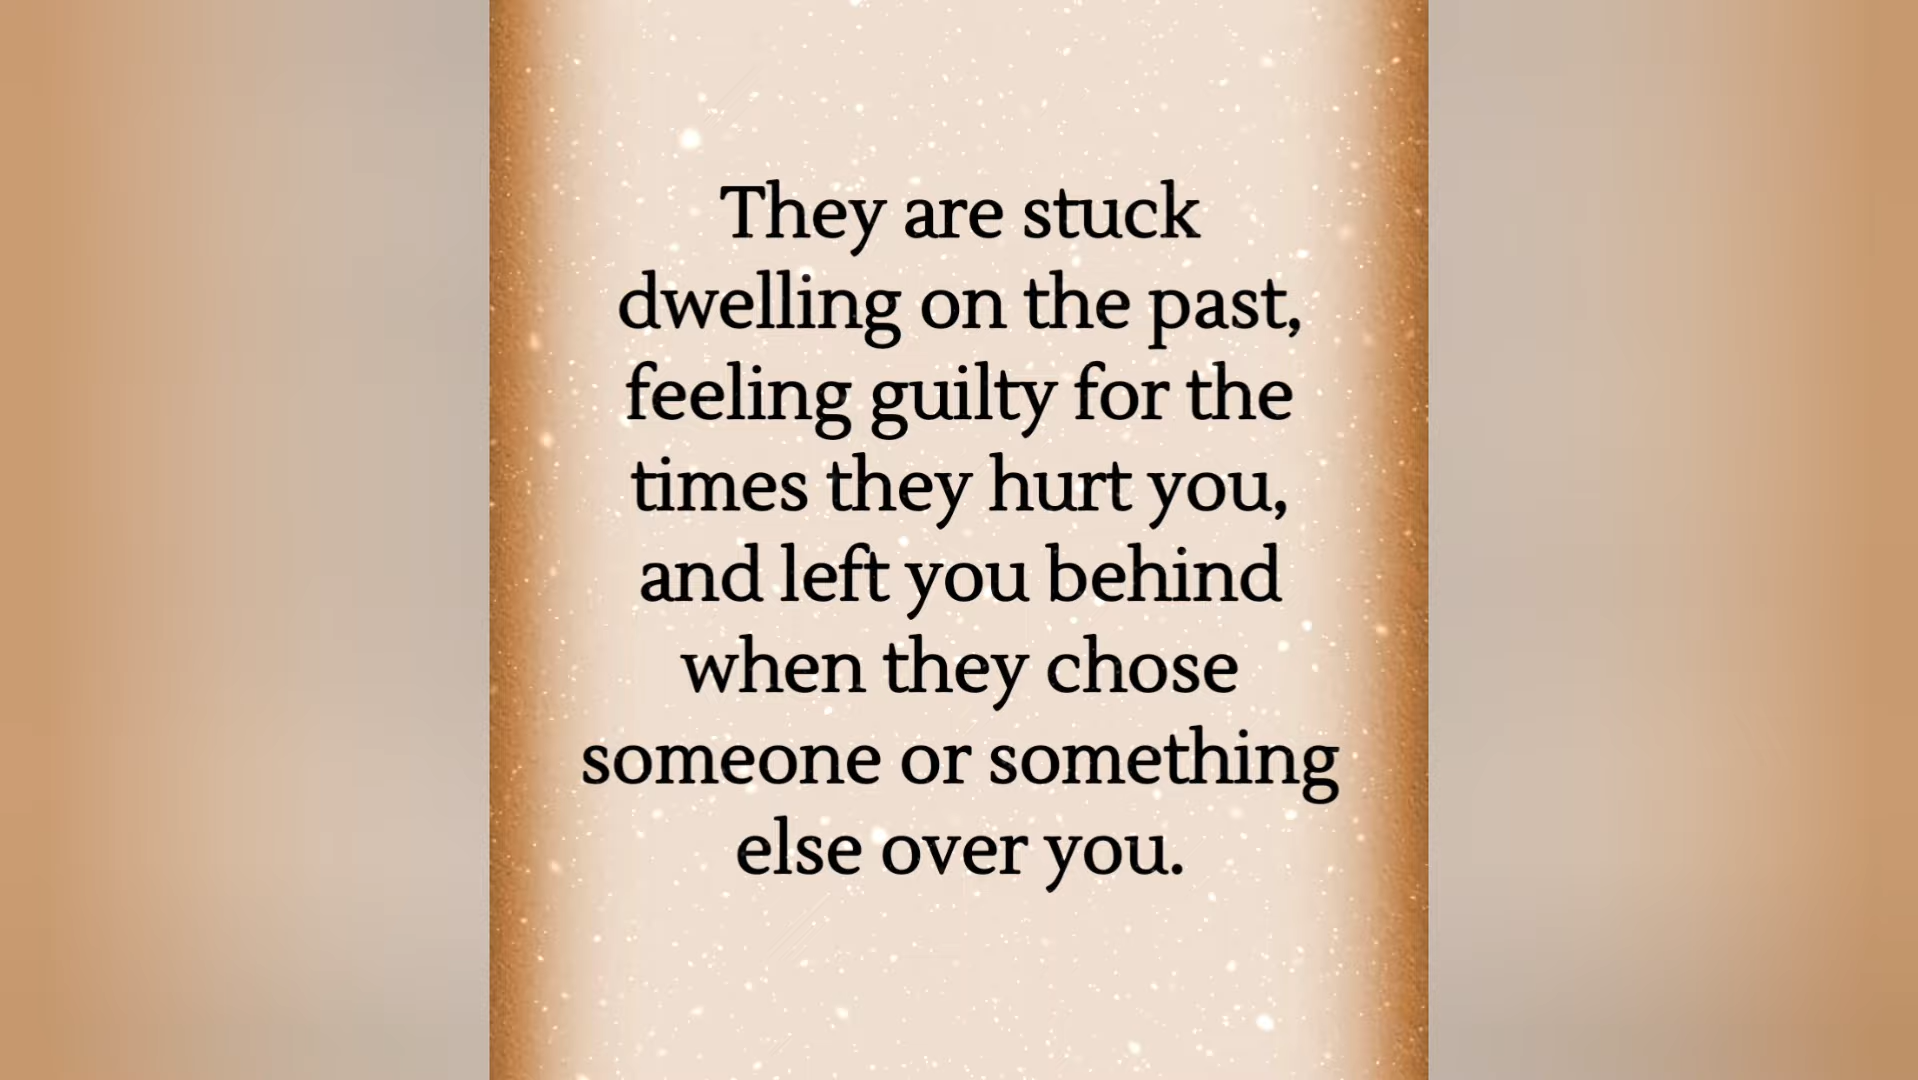 They are stuck
dwelling on the past,
feeling guilty for the
times they hurt you,
and left you behind
when they chose
someone or something
else over you.